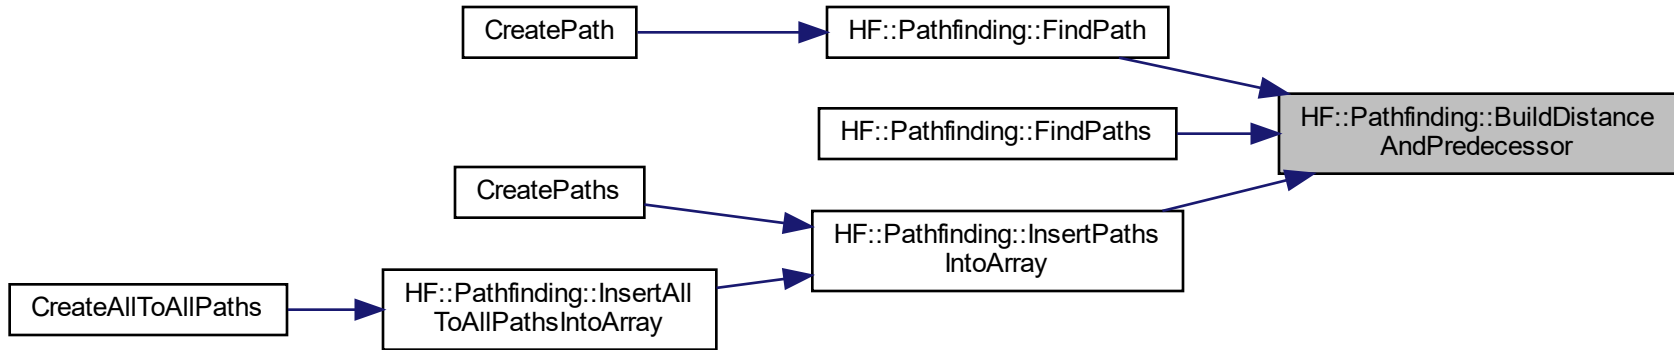 CreatePath
HF::Pathfinding::FindPath
HF::Pathfinding::BuildDistance
AndPredecessor
HF::Pathfinding::FindPaths
CreatePaths
HF::Pathfinding::InsertPaths
IntoArray
CreateAllToAllPaths
HF::Pathfinding::InsertAll
ToAllPathsIntoArray